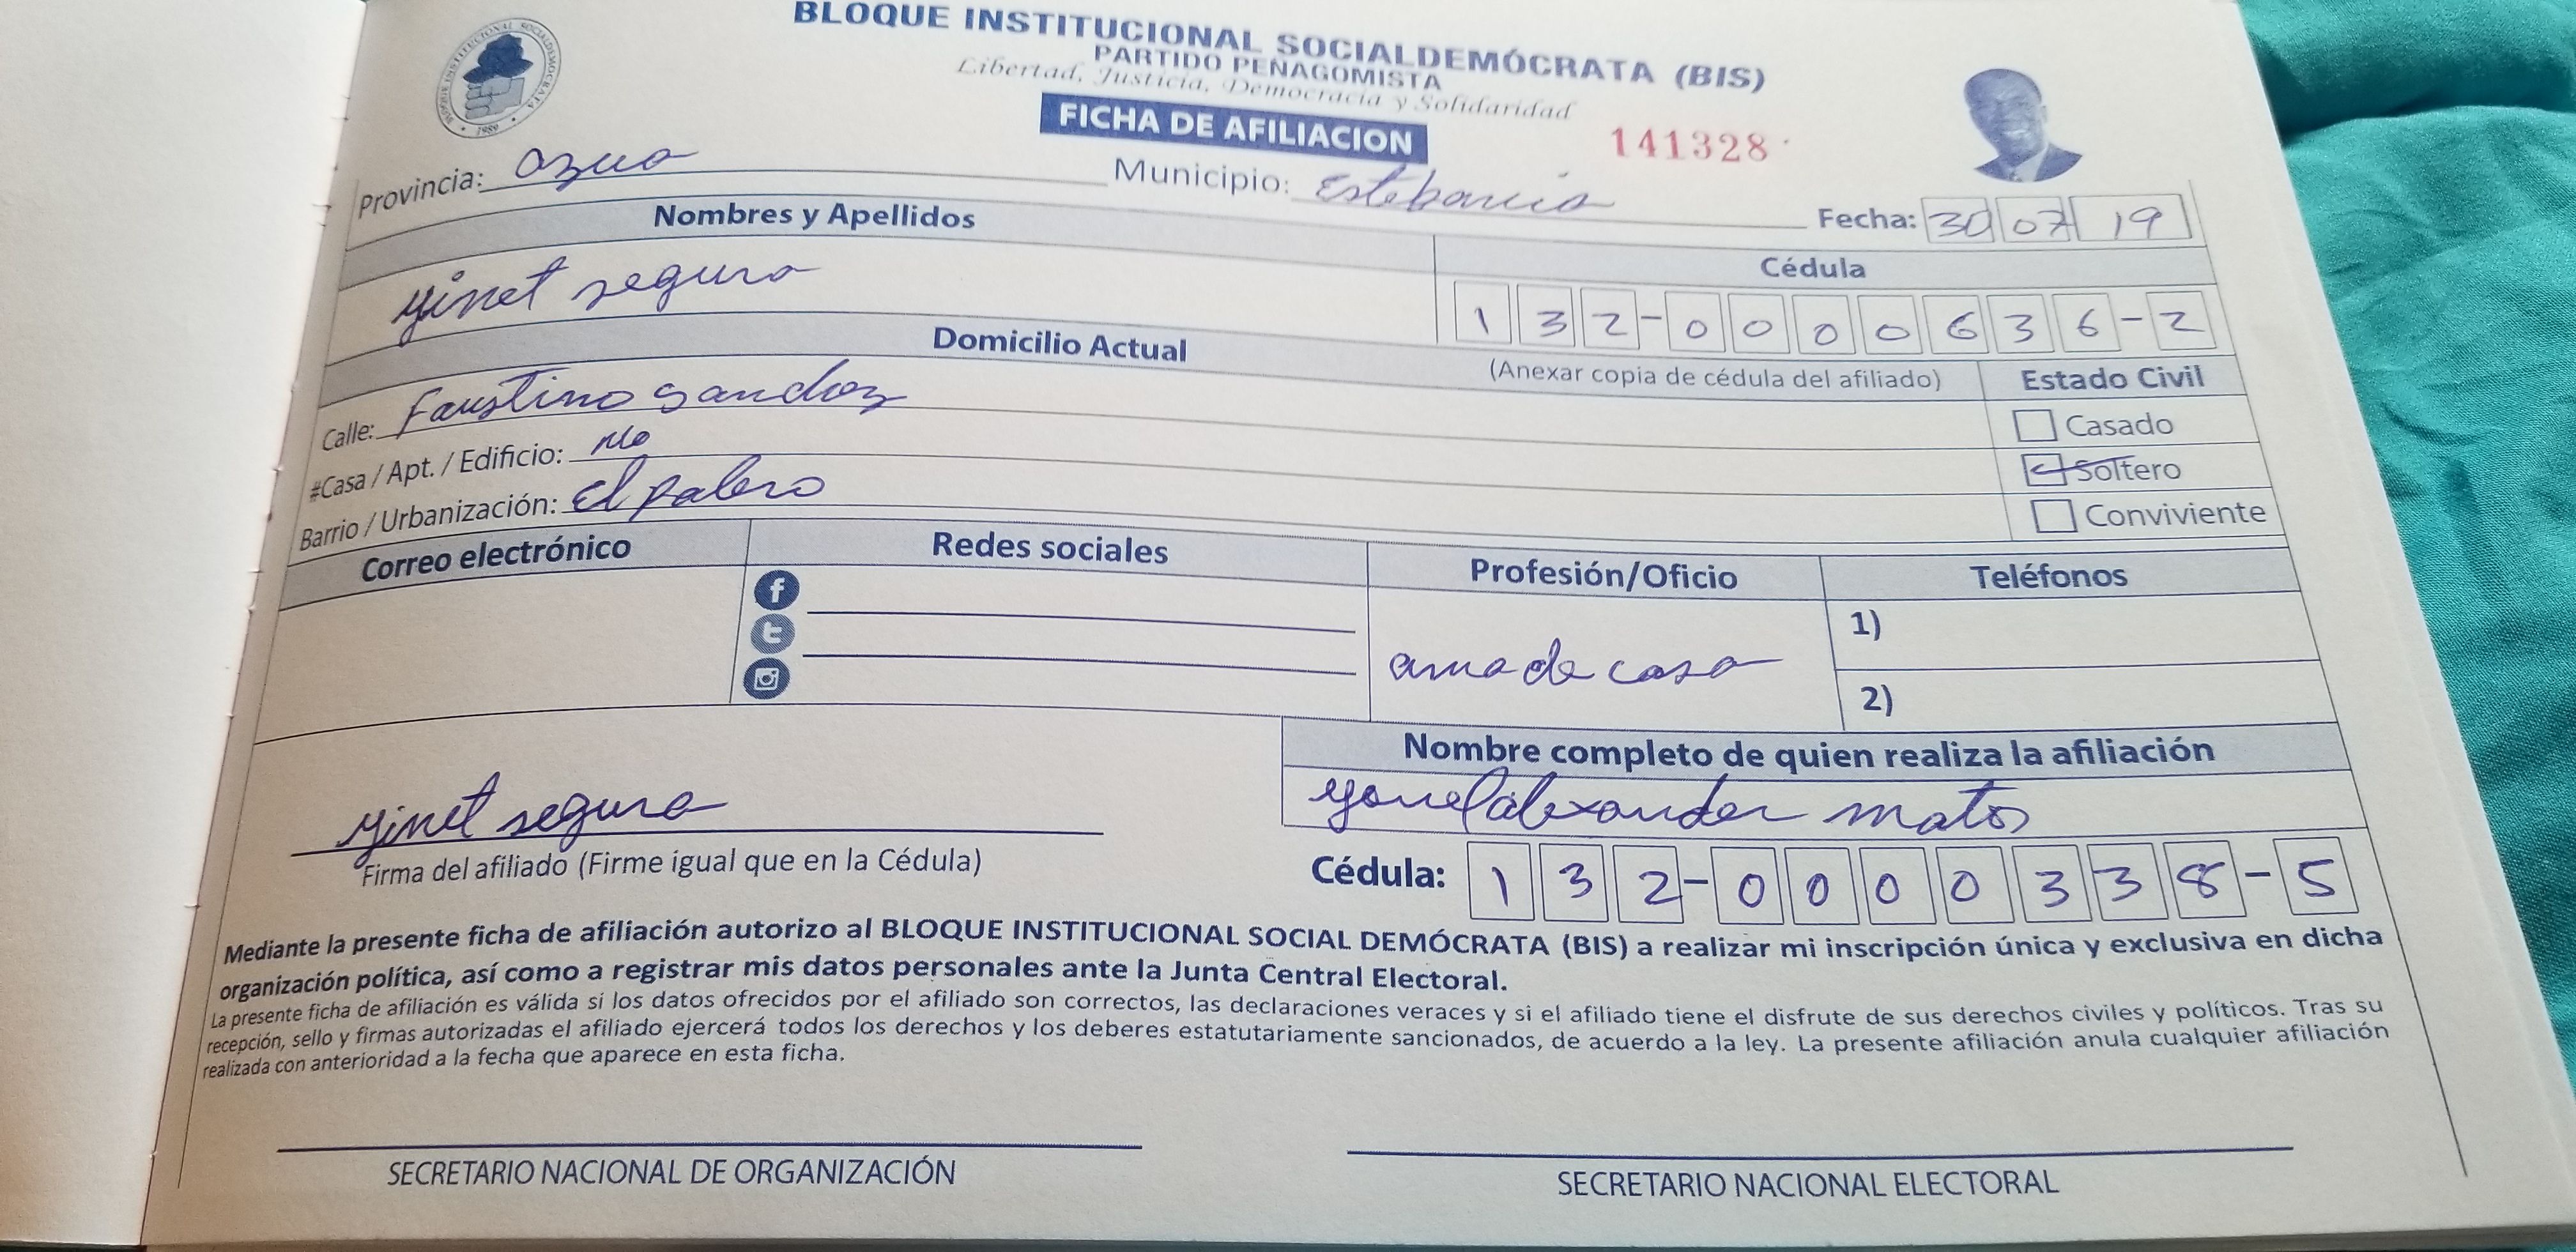 BLOQUE INSTITUCIONAL SOCIALDEMOCRATA
1989
BLOQUE INSTITUCIONAL SOCIALDEMÓCRATA (BIS)
PARTIDO PEÑAGOMISTA
Libertad, Justicia, Democracia y Solidaridad
FICHA DE AFILIACION
141328
Provincia: azua
Municipio: Estebania
Fecha: 30 07 19
Nombres y Apellidos
Cédula
yinet segura
1 3 2 - 0 0 0 0 6 3 6 - 2
Domicilio Actual
(Anexar copia de cédula del afiliado)
Estado Civil
Calle: Faustino sandoz
Casado
#Casa / Apt. / Edificio:
Soltero
Barrio / Urbanización: El palero
Conviviente
Correo electrónico
Redes sociales
Profesión/Oficio
Teléfonos
1)
ama de casa
2)
Nombre completo de quien realiza la afiliación
yinet segura
alexander matos
Firma del afiliado (Firme igual que en la Cédula)
Cédula: 1 3 2 - 0 0 0 0 3 3 8 - 5
Mediante la presente ficha de afiliación autorizo al BLOQUE INSTITUCIONAL SOCIAL DEMÓCRATA (BIS) a realizar mi inscripción única y exclusiva en dicha
organización política, así como a registrar mis datos personales ante la Junta Central Electoral.
La presente ficha de afiliación es válida si los datos ofrecidos por el afiliado son correctos, las declaraciones veraces y si el afiliado tiene el disfrute de sus derechos civiles y políticos. Tras su
recepción, sello y firmas autorizadas el afiliado ejercerá todos los derechos y los deberes estatutariamente sancionados, de acuerdo a la ley. La presente afiliación anula cualquier afiliación
realizada con anterioridad a la fecha que aparece en esta ficha.
SECRETARIO NACIONAL DE ORGANIZACIÓN
SECRETARIO NACIONAL ELECTORAL